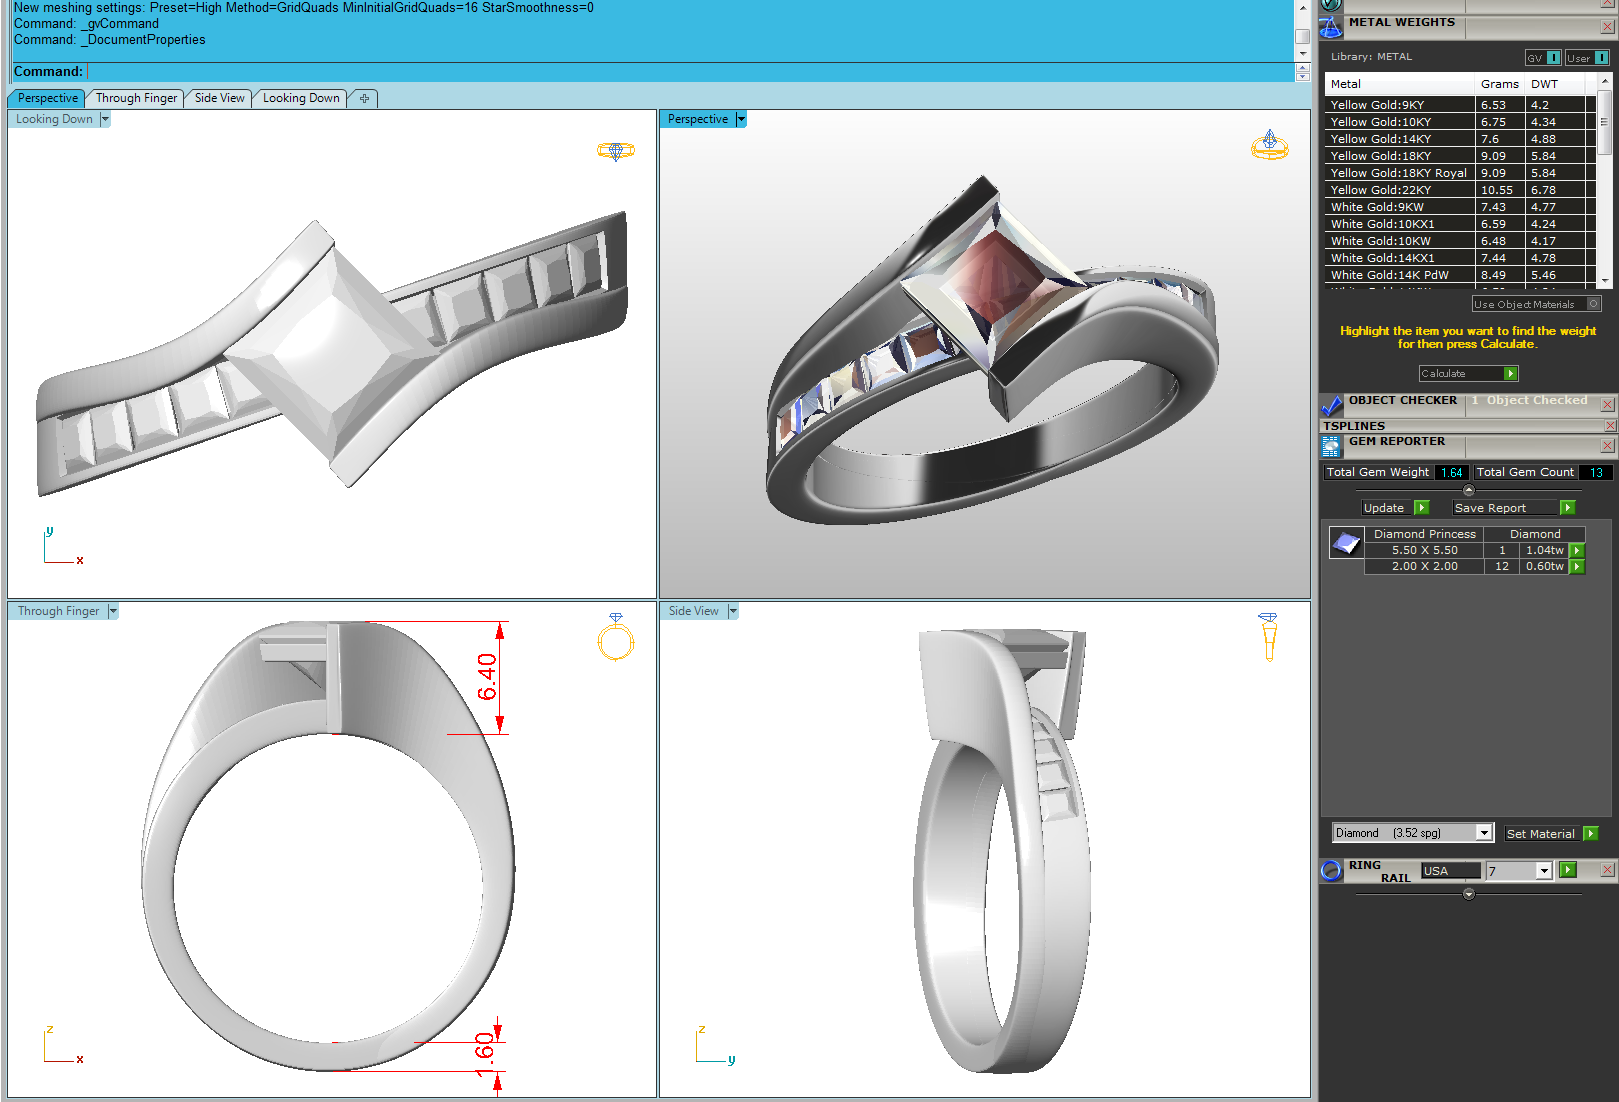 New meshing settings: Preset=High Method=GridQuads MinInitialGridQuads=16 StarSmoothness=0
Command: _gvCommand
Command: _DocumentProperties
Command:
Perspective Through Finger Side View Looking Down
Looking Down
Perspective
Through Finger
6.40
1.60
z
x
Side View
z
y
y
x
METAL WEIGHTS
Library: METAL GV I User I
Metal Grams DWT
Yellow Gold:9KY 6.53 4.2
Yellow Gold:10KY 6.75 4.34
Yellow Gold:14KY 7.6 4.88
Yellow Gold:18KY 9.09 5.84
Yellow Gold:18KY Royal 9.09 5.84
Yellow Gold:22KY 10.55 6.78
White Gold:9KW 7.43 4.77
White Gold:10KX1 6.59 4.24
White Gold:10KW 6.48 4.17
White Gold:14KX1 7.44 4.78
White Gold:14K PdW 8.49 5.46
Use Object Materials
Highlight the item you want to find the weight
for then press Calculate.
Calculate
OBJECT CHECKER 1 Object Checked
TSPLINES
GEM REPORTER
Total Gem Weight 1.64 Total Gem Count 13
Update Save Report
Diamond Princess Diamond
5.50 X 5.50 1 1.04tw
2.00 X 2.00 12 0.60tw
Diamond (3.52 spg) Set Material
RING RAIL USA 7